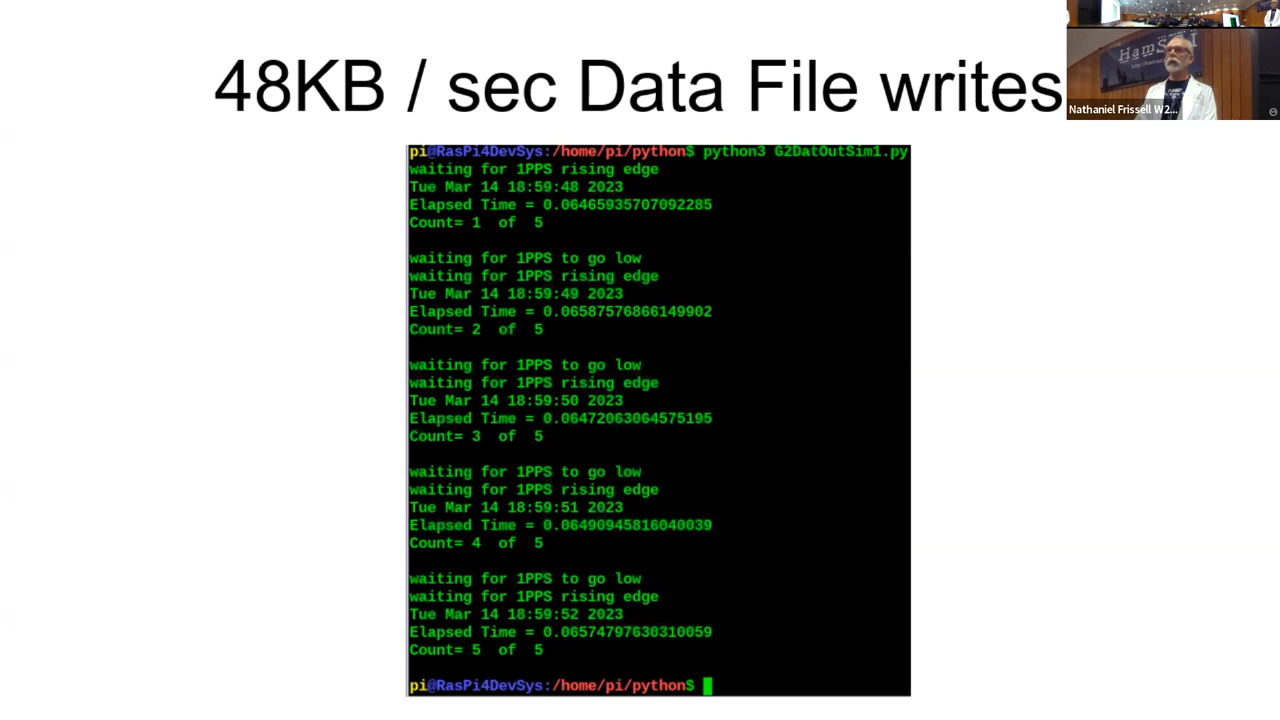 48KB / sec Data File writes
HamSCI
Nathaniel Frissell W2...
pi@RasPi4DevSys:/home/pi/python$ python3 G2DatOutSim1.py
waiting for 1PPS rising edge
Tue Mar 14 18:59:48 2023
Elapsed Time = 0.06465935707092285
Count= 1 of 5
waiting for 1PPS to go low
waiting for 1PPS rising edge
Tue Mar 14 18:59:49 2023
Elapsed Time = 0.06587576866149902
Count= 2 of 5
waiting for 1PPS to go low
waiting for 1PPS rising edge
Tue Mar 14 18:59:50 2023
Elapsed Time = 0.06472063064575195
Count= 3 of 5
waiting for 1PPS to go low
waiting for 1PPS rising edge
Tue Mar 14 18:59:51 2023
Elapsed Time = 0.06490945816040039
Count= 4 of 5
waiting for 1PPS to go low
waiting for 1PPS rising edge
Tue Mar 14 18:59:52 2023
Elapsed Time = 0.06574797630310059
Count= 5 of 5
pi@RasPi4DevSys:/home/pi/python$